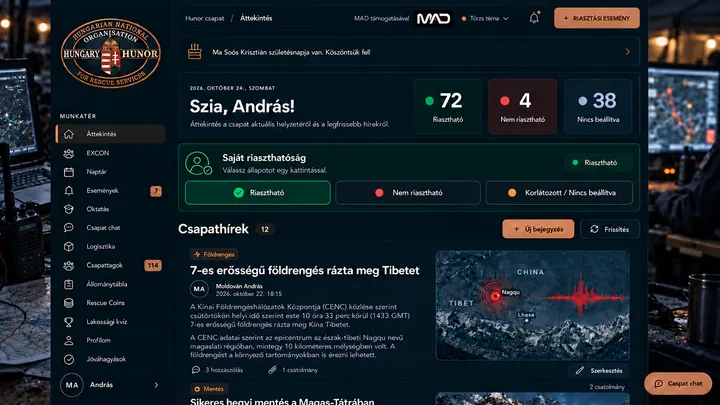 HUNGARIAN NATIONAL
ORGANISATION
HUNGARY HUNOR
FOR RESCUE SERVICES
MUNKATÉR
Áttekintés
EXCON
Naptár
Események 7
Oktatás
Csapat chat
Logisztika
Csapattagok 114
Állománytábla
Rescue Coins
Lakossági kvíz
Profilom
Jóváhagyások
MA András
Hunor csapat / Áttekintés
MAD támogatásával MAD Törzs téma
+ RIASZTÁSI ESEMÉNY
Ma Soós Krisztián születésnapja van. Köszöntsük fel!
2026. OKTÓBER 24., SZOMBAT
Szia, András!
Áttekintés a csapat aktuális helyzetéről és a legfrissebb hírekről.
72
Riasztható
4
Nem riasztható
38
Nincs beállítva
Saját riaszthatóság
Válassz állapotot egy kattintással.
Riasztható
Riasztható
Nem riasztható
Korlátozott / Nincs beállítva
Csapathírek 12
+ Új bejegyzés
Frissítés
Földrengés
7-es erősségű földrengés rázta meg Tibetet
MA
Moldován András
2026. október 22. 18:15
A Kínai Földrengéshálózatok Központja (CENC) közlése szerint
csütörtökön helyi idő szerint este 10 óra 33 perc körül (1433 GMT)
7-es erősségű földrengés rázta meg Kína Tibetet.
A CENC adatai szerint az epicentrum az észak-tibeti Nagqu nevű
magaslati régióban, mintegy 10 kilométeres mélységben volt. A
földrengést a környező tartományokban is érezni lehetett.
3 hozzászólás
1 csatolmány
CHINA
TIBET
Nagqu
Lhasa
Szerkesztés
Mentés
2 csatolmány
Sikeres hegyi mentés a Magas-Tátrában
Csapat chat